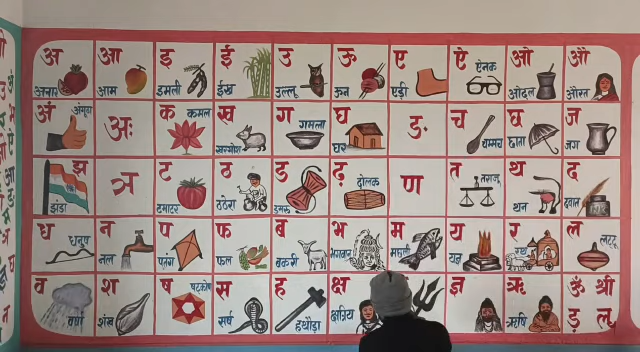 अ अनार
आ आम
इ इमली
ई ईख
उ उल्लू
ऊ ऊन
ए एड़ी
ऐ ऐनक
ओ
औ औरत
अं अंगूठा
अः
क कमल
ख खरगोश
ग गमला
घ घर
ङ
च चम्मच
छ छाता
ज जग
झ झंडा
ञ
ट टमाटर
ठ ठठेरा
ड डमरू
ढ़ ढोलक
ण
त तराजू
थ थन
द दवात
ध धनुष
न नल
प पतंग
फ फल
ब बकरी
भ भगवान
म मछली
य यज्ञ
र रथ
ल लट्टू
व वर्षा
श शंख
ष षटकोण
स सर्प
ह हथौड़ा
क्ष क्षत्रिय
ज्ञ
ऋ ऋषि
ॐ श्री